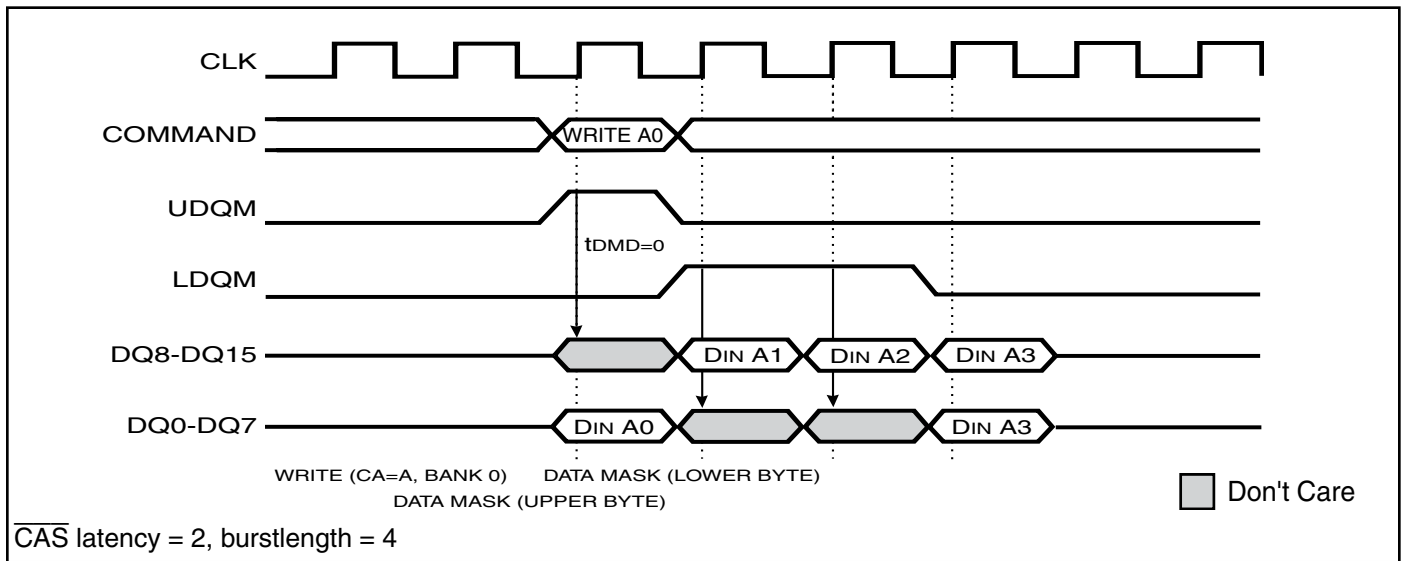 CLK
COMMAND WRITE A0
UDQM
tDMD=0
LDQM
DQ8-DQ15 DIN A1 DIN A2 DIN A3
DQ0-DQ7 DIN A0 DIN A3
WRITE (CA=A, BANK 0) DATA MASK (LOWER BYTE)
DATA MASK (UPPER BYTE)
Don't Care
C̅A̅S̅ latency = 2, burstlength = 4